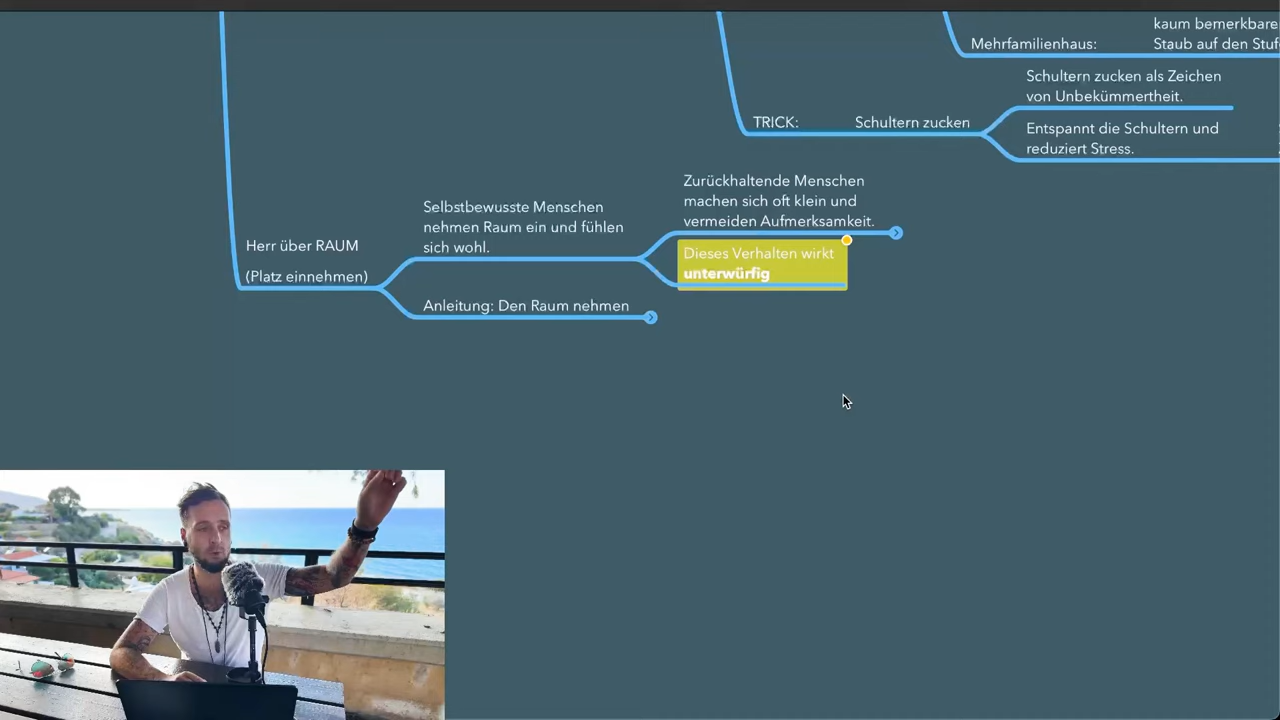 kaum bemerkbare
Mehrfamilienhaus:
Staub auf den
Schultern zucken als Zeichen
von Unbekümmertheit.
TRICK:
Schultern zucken
Entspannt die Schultern und
reduziert Stress.
Zurückhaltende Menschen
machen sich oft klein und
vermeiden Aufmerksamkeit.
Selbstbewusste Menschen
nehmen Raum ein und fühlen
sich wohl.
Herr über RAUM
(Platz einnehmen)
Dieses Verhalten wirkt
unterwürfig
Anleitung: Den Raum nehmen